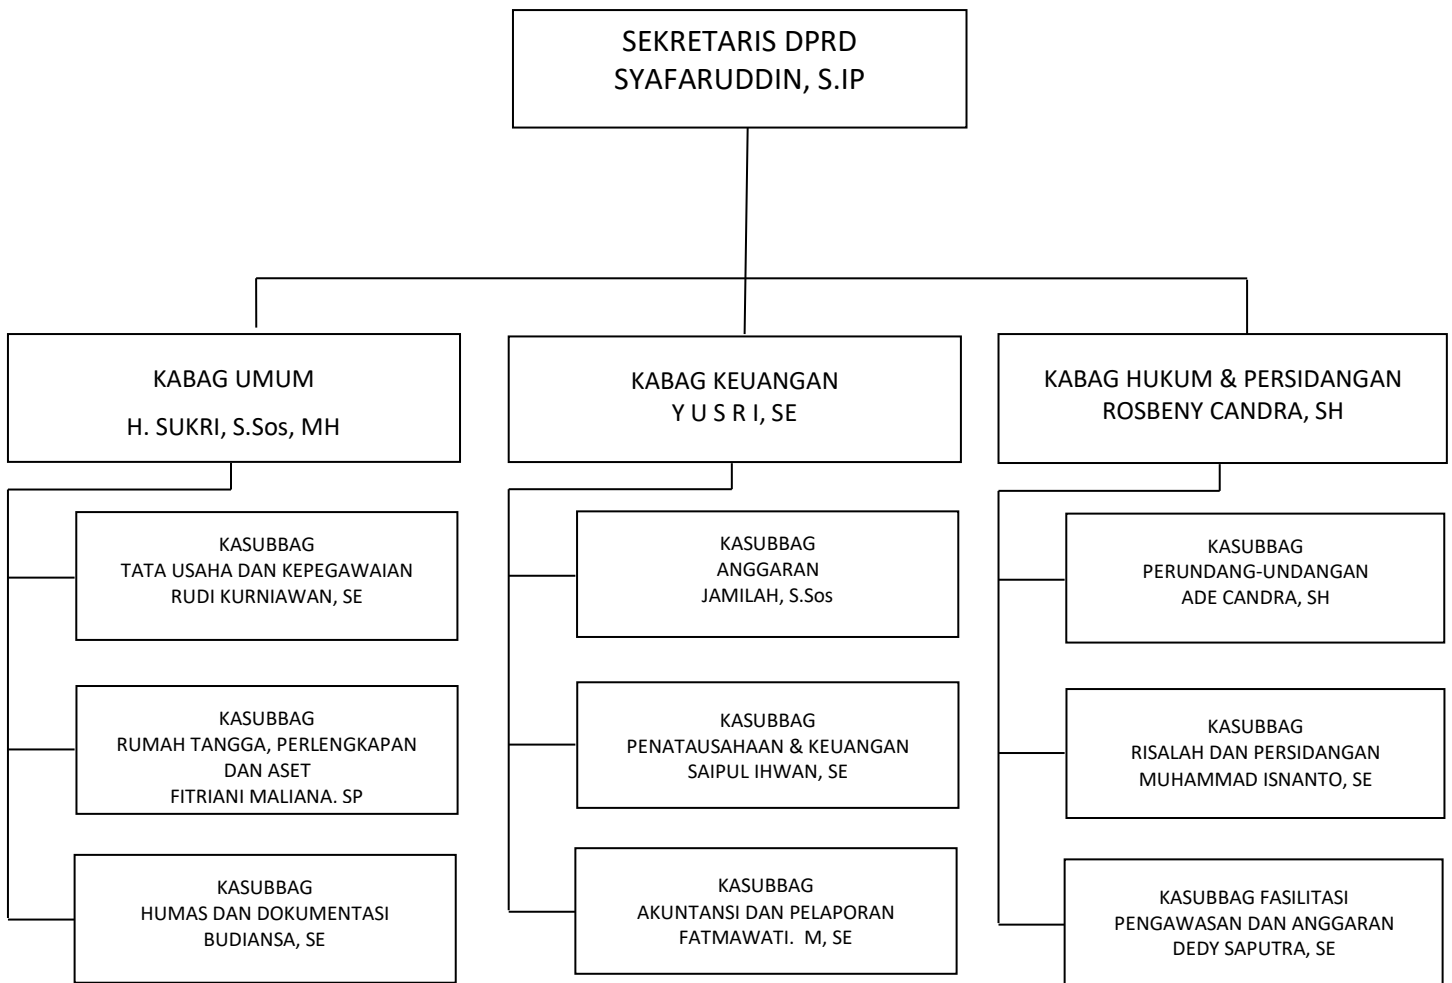 SEKRETARIS DPRD
SYAFARUDDIN, S.IP
KABAG UMUM
H. SUKRI, S.Sos, MH
KABAG KEUANGAN
Y U S R I, SE
KABAG HUKUM & PERSIDANGAN
ROSBENY CANDRA, SH
KASUBBAG
TATA USAHA DAN KEPEGAWAIAN
RUDI KURNIAWAN, SE
KASUBBAG
ANGGARAN
JAMILAH, S.Sos
KASUBBAG
PERUNDANG-UNDANGAN
ADE CANDRA, SH
KASUBBAG
RUMAH TANGGA, PERLENGKAPAN
DAN ASET
FITRIANI MALIANA. SP
KASUBBAG
PENATAUSAHAAN & KEUANGAN
SAIPUL IHWAN, SE
KASUBBAG
RISALAH DAN PERSIDANGAN
MUHAMMAD ISNANTO, SE
KASUBBAG
HUMAS DAN DOKUMENTASI
BUDIANSA, SE
KASUBBAG
AKUNTANSI DAN PELAPORAN
FATMAWATI.  M, SE
KASUBBAG FASILITASI
PENGAWASAN DAN ANGGARAN
DEDY SAPUTRA, SE